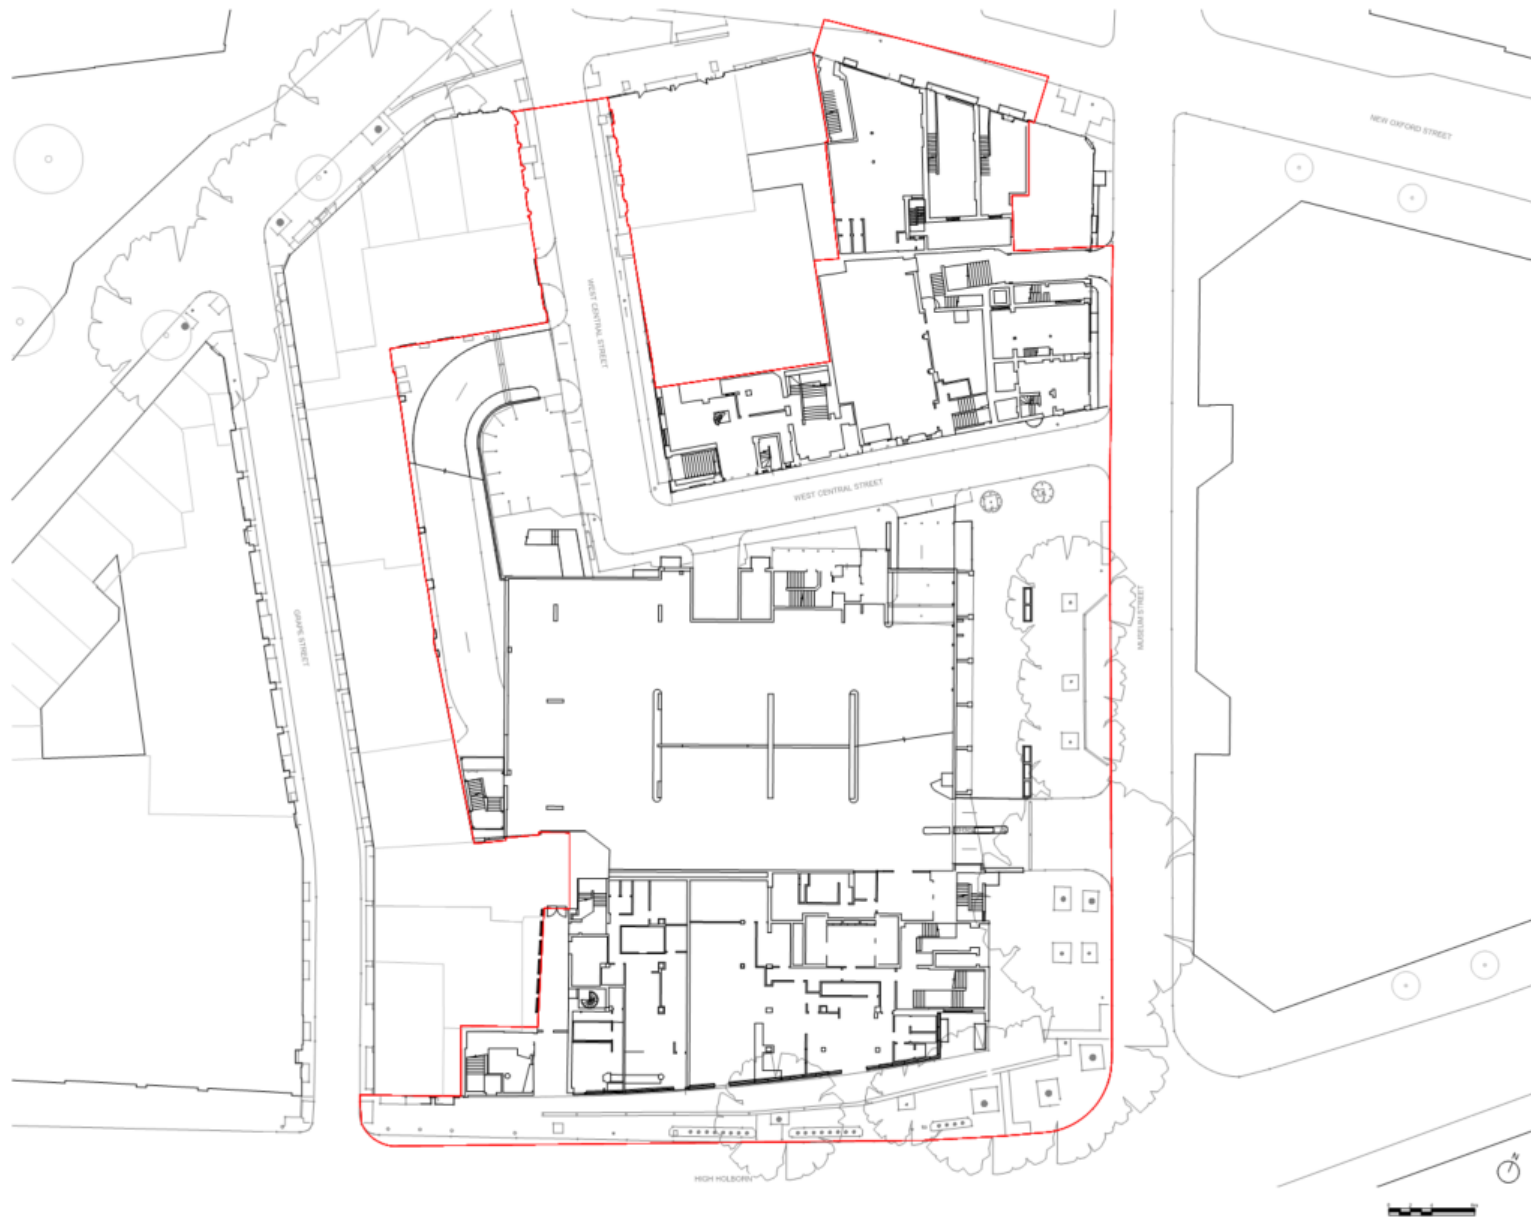 NEW OXFORD STREET
WEST CENTRAL STREET
WEST CENTRAL STREET
GRAPE STREET
MUSEUM STREET
HIGH HOLBORN
N